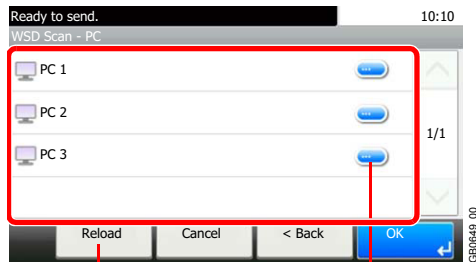 Ready to send. 10:10
WSD Scan - PC
PC 1
PC 2
1/1
PC 3
Reload Cancel < Back OK
GB0649_00